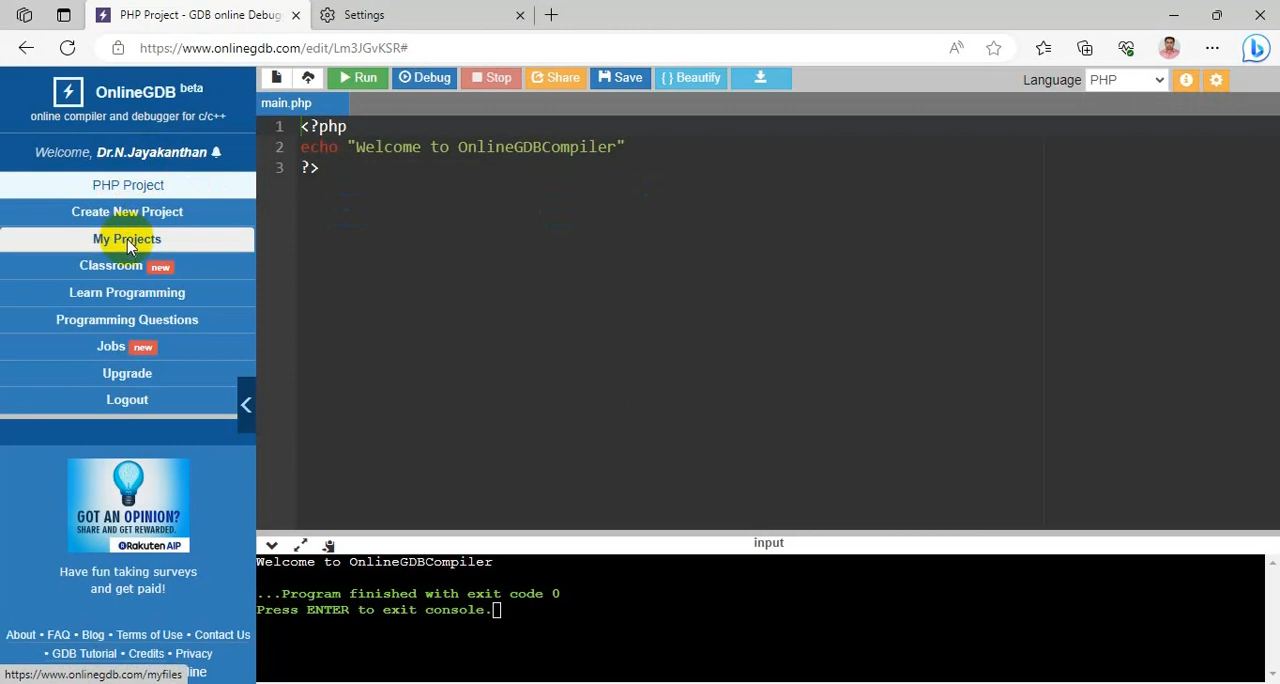 PHP Project - GDB online Debug
Settings
https://www.onlinegdb.com/edit/Lm3JGvKSR#
OnlineGDB beta
online compiler and debugger for c/c++
Welcome, Dr.N.Jayakanthan
PHP Project
Create New Project
My Projects
Classroom new
Learn Programming
Programming Questions
Jobs new
Upgrade
Logout
GOT AN OPINION?
SHARE AND GET REWARDED.
Rakuten AIP
Have fun taking surveys
and get paid!
About • FAQ • Blog • Terms of Use • Contact Us
• GDB Tutorial • Credits • Privacy
https://www.onlinegdb.com/myfiles
Run Debug Stop Share Save { } Beautify
Language PHP
main.php
1 <?php
2 echo "Welcome to OnlineGDBCompiler"
3 ?>
input
Welcome to OnlineGDBCompiler
...Program finished with exit code 0
Press ENTER to exit console.